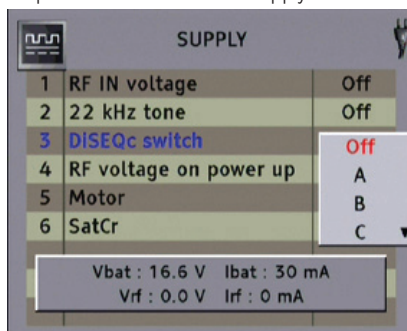 SUPPLY
1 RF IN voltage Off
2 22 kHz tone Off
3 DiSEQc switch Off
4 RF voltage on power up A
5 Motor B
6 SatCr C
Vbat : 16.6 V Ibat : 30 mA
Vrf : 0.0 V Irf : 0 mA